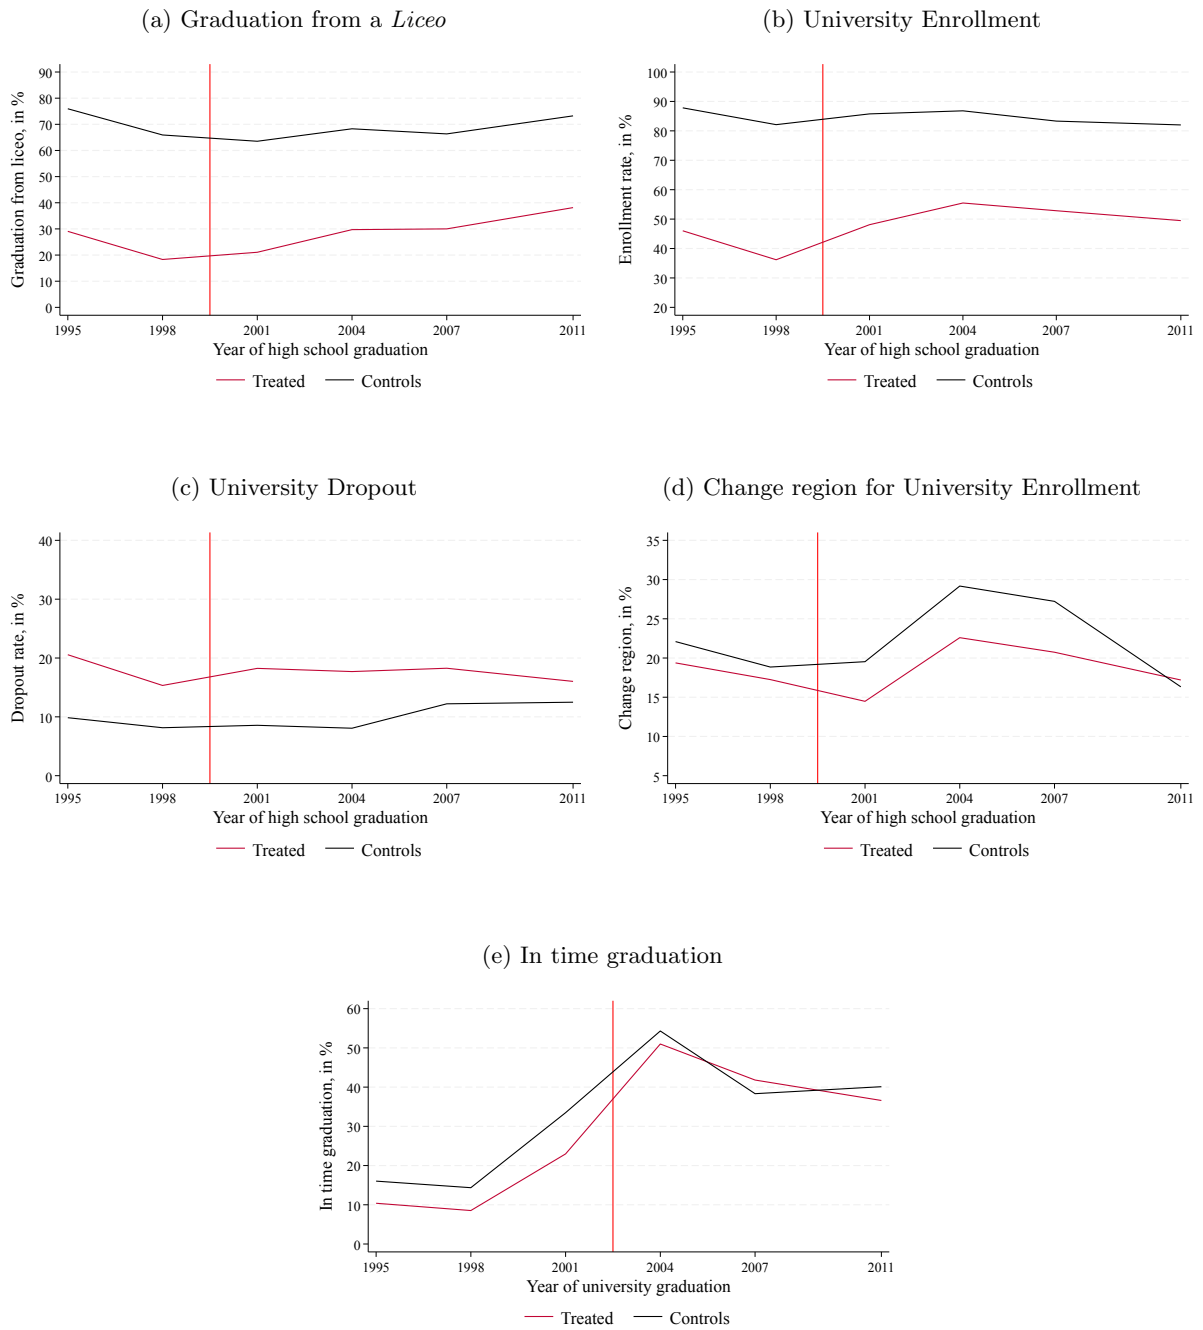 (a) Graduation from a Liceo
Graduation from liceo, in %
90
80
70
60
50
40
30
20
10
0
1995 1998 2001 2004 2007 2011
Year of high school graduation
Treated Controls
(b) University Enrollment
Enrollment rate, in %
100
90
80
70
60
50
40
30
20
1995 1998 2001 2004 2007 2011
Year of high school graduation
Treated Controls
(c) University Dropout
Dropout rate, in %
40
30
20
10
0
1995 1998 2001 2004 2007 2011
Year of high school graduation
Treated Controls
(d) Change region for University Enrollment
Change region, in %
35
30
25
20
15
10
5
1995 1998 2001 2004 2007 2011
Year of high school graduation
Treated Controls
(e) In time graduation
In time graduation, in %
60
50
40
30
20
10
0
1995 1998 2001 2004 2007 2011
Year of university graduation
Treated Controls